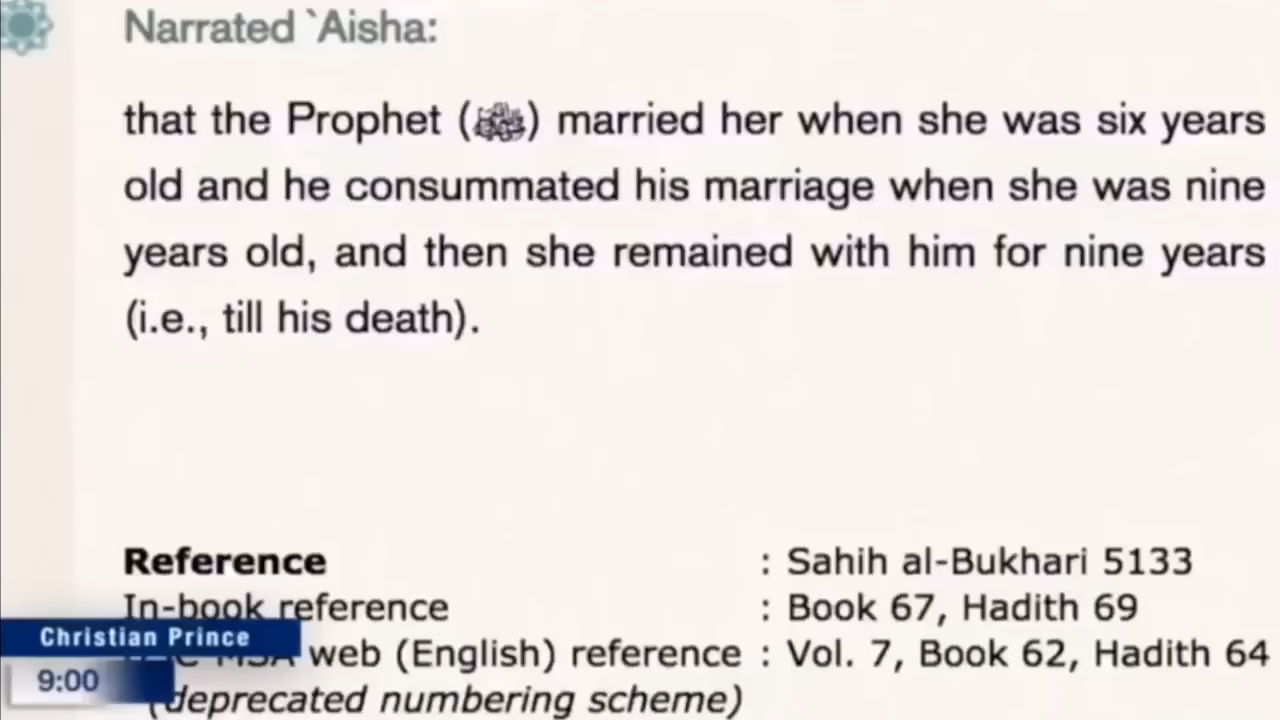 Narrated `Aisha:
that the Prophet (ﷺ) married her when she was six years
old and he consummated his marriage when she was nine
years old, and then she remained with him for nine years
(i.e., till his death).
Reference : Sahih al-Bukhari 5133
In-book reference : Book 67, Hadith 69
web (English) reference : Vol. 7, Book 62, Hadith 64
(deprecated numbering scheme)
Christian Prince
9:00